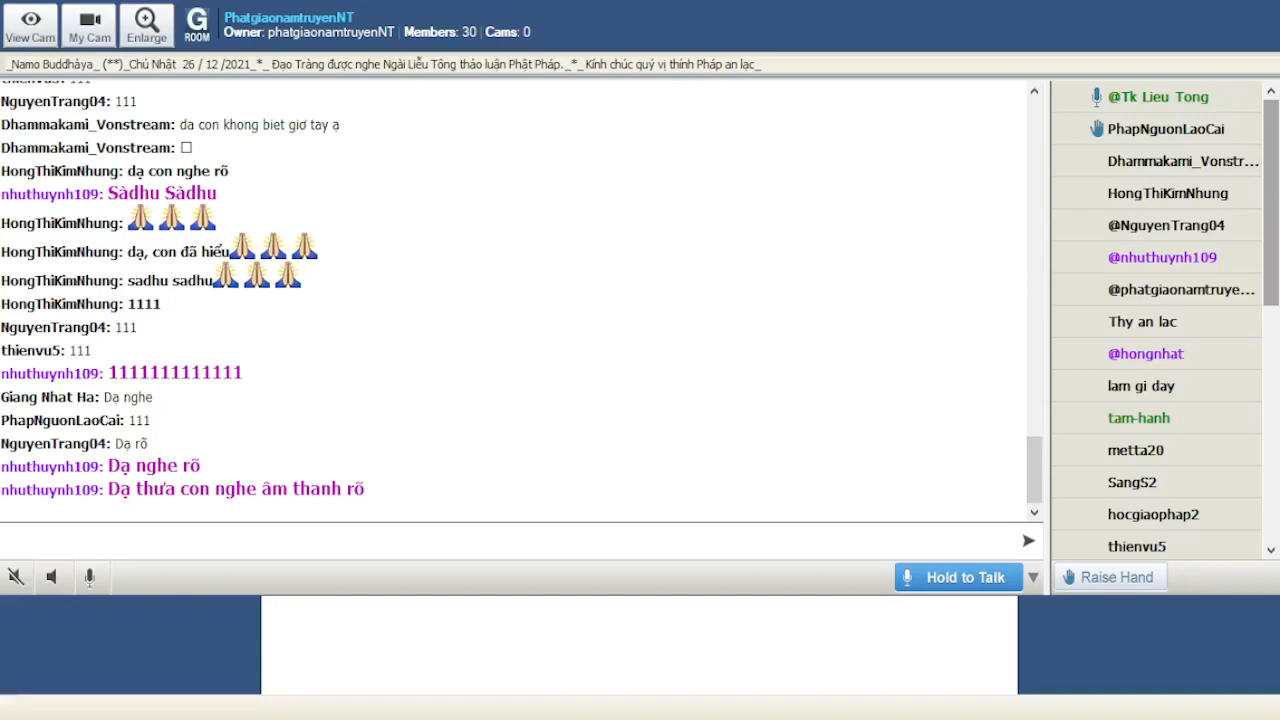 View Cam
My Cam
Enlarge
G
ROOM
PhatgiaonamtruyenNT
Owner: phatgiaonamtruyenNT | Members: 30 | Cams: 0
_Namo Buddhàya_ (**)_Chủ Nhật 26 / 12 /2021_*_ Đạo Tràng được nghe Ngài Liễu Tông thảo luận Phật Pháp._*_Kính chúc quý vị thính Pháp an lạc_
thienvu5: 111
NguyenTrang04: 111
Dhammakami_Vonstream: da con khong biet giơ tay ạ
Dhammakami_Vonstream: □
HongThiKimNhung: dạ con nghe rõ
nhuthuynh109: Sàdhu Sàdhu
HongThiKimNhung: 🙏🙏🙏
HongThiKimNhung: dạ, con đã hiểu🙏🙏🙏
HongThiKimNhung: sadhu sadhu🙏🙏🙏
HongThiKimNhung: 1111
NguyenTrang04: 111
thienvu5: 111
nhuthuynh109: 1111111111111
Giang Nhat Ha: Dạ nghe
PhapNguonLaoCai: 111
NguyenTrang04: Dạ rõ
nhuthuynh109: Dạ nghe rõ
nhuthuynh109: Dạ thưa con nghe âm thanh rõ
Hold to Talk
@Tk Lieu Tong
PhapNguonLaoCai
Dhammakami_Vonstr...
HongThiKimNhung
@NguyenTrang04
@nhuthuynh109
@phatgiaonamtruye...
Thy an lac
@hongnhat
lam gi day
tam-hanh
metta20
SangS2
hocgiaophap2
thienvu5
Raise Hand